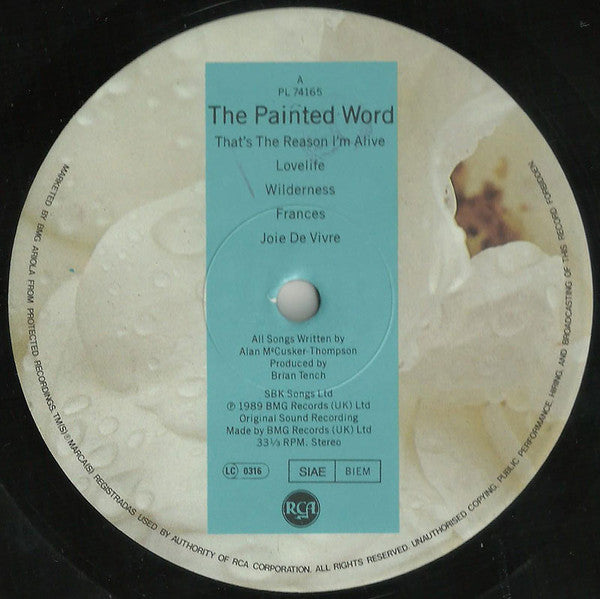 A
PL 74165
The Painted Word
That's The Reason I'm Alive
Lovelife
Wilderness
Frances
Joie De Vivre
All Songs Written by
Alan McCusker-Thompson
Produced by
Brian Tench
SBK Songs Ltd
℗ 1989 BMG Records (UK) Ltd
Original Sound Recording
Made by BMG Records (UK) Ltd
33⅓ RPM. Stereo
LC 0316
SIAE BIEM
RCA
MARKETED BY BMG ARIOLA FROM PROTECTED RECORDINGS. TM(S)®MARCA(S) REGISTRADAS USED BY AUTHORITY OF RCA CORPORATION. ALL RIGHTS RESERVED. UNAUTHORISED COPYING, PUBLIC PERFORMANCE, HIRING, AND BROADCASTING OF THIS RECORD FORBIDDEN.